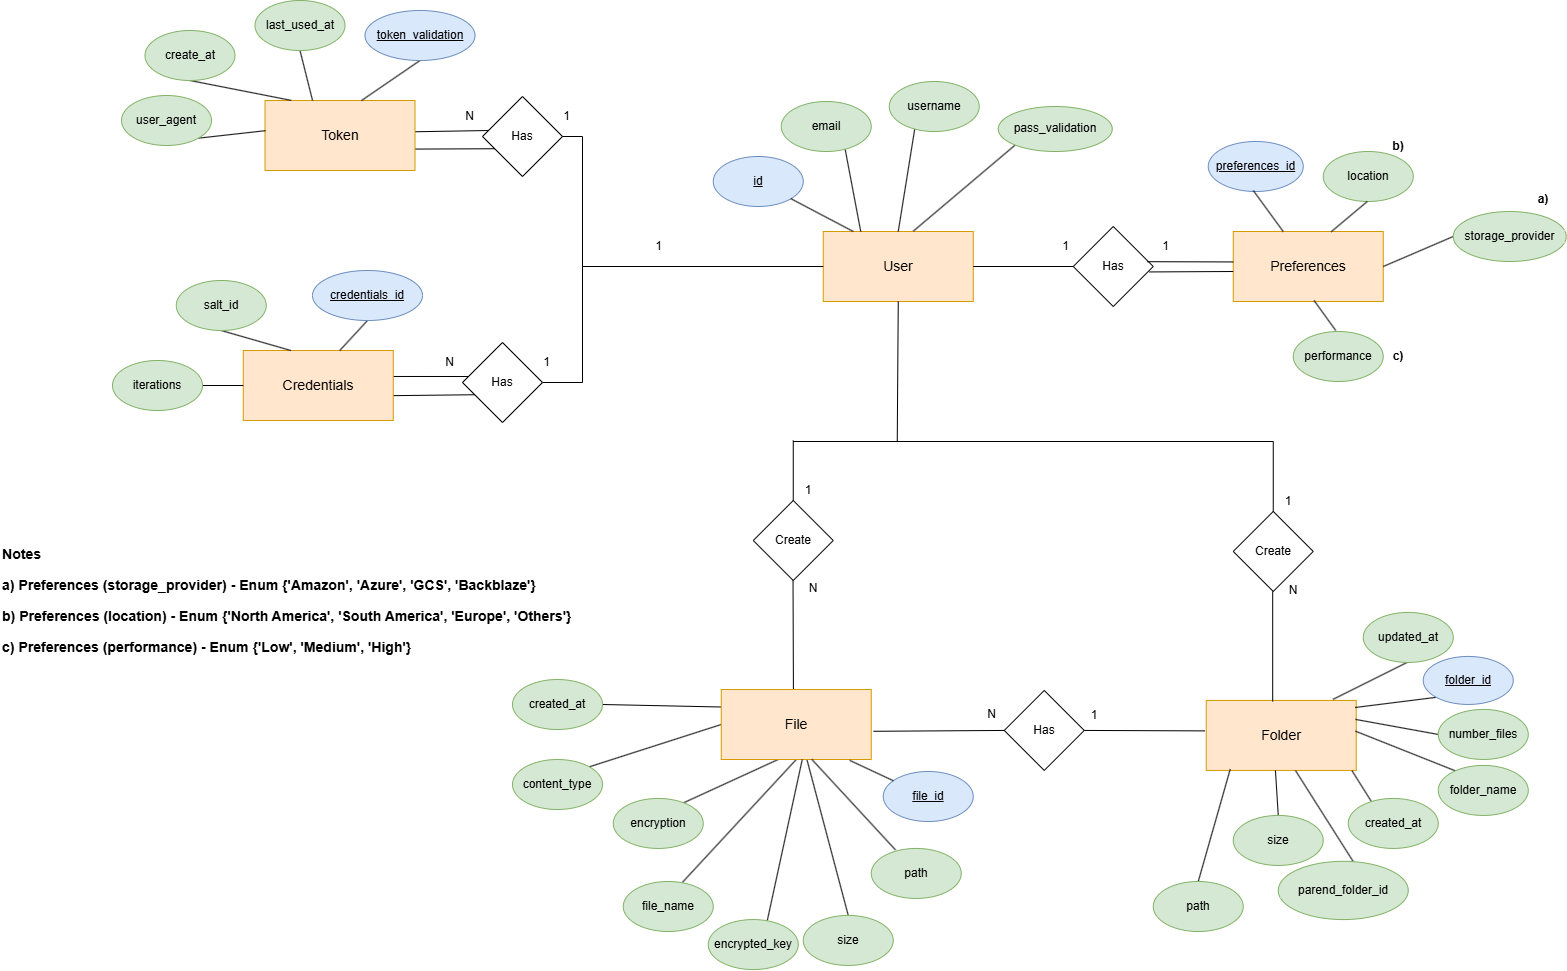 last_used_at
token_validation
create_at
user_agent
Token
N
Has
1
email
username
pass_validation
id
User
1
1
Has
1
b)
preferences_id
location
a)
storage_provider
Preferences
performance
c)
salt_id
credentials_id
iterations
Credentials
N
Has
1
1
Create
N
1
Create
N
Notes
a) Preferences (storage_provider) - Enum {'Amazon', 'Azure', 'GCS', 'Backblaze'}
b) Preferences (location) - Enum {'North America', 'South America', 'Europe', 'Others'}
c) Preferences (performance) - Enum {'Low', 'Medium', 'High'}
created_at
File
content_type
encryption
file_name
encrypted_key
size
path
file_id
N
Has
1
Folder
updated_at
folder_id
number_files
folder_name
created_at
size
parend_folder_id
path